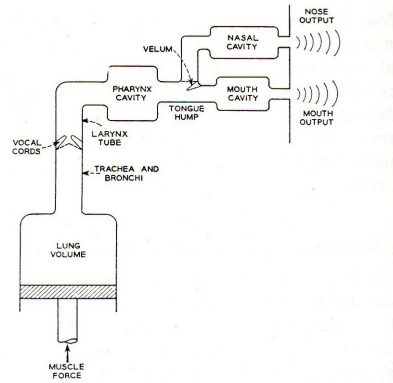 NOSE
OUTPUT
NASAL
CAVITY
VELUM
PHARYNX
CAVITY
MOUTH
CAVITY
TONGUE
HUMP
MOUTH
OUTPUT
LARYNX
TUBE
VOCAL
CORDS
TRACHEA AND
BRONCHI
LUNG
VOLUME
MUSCLE
FORCE